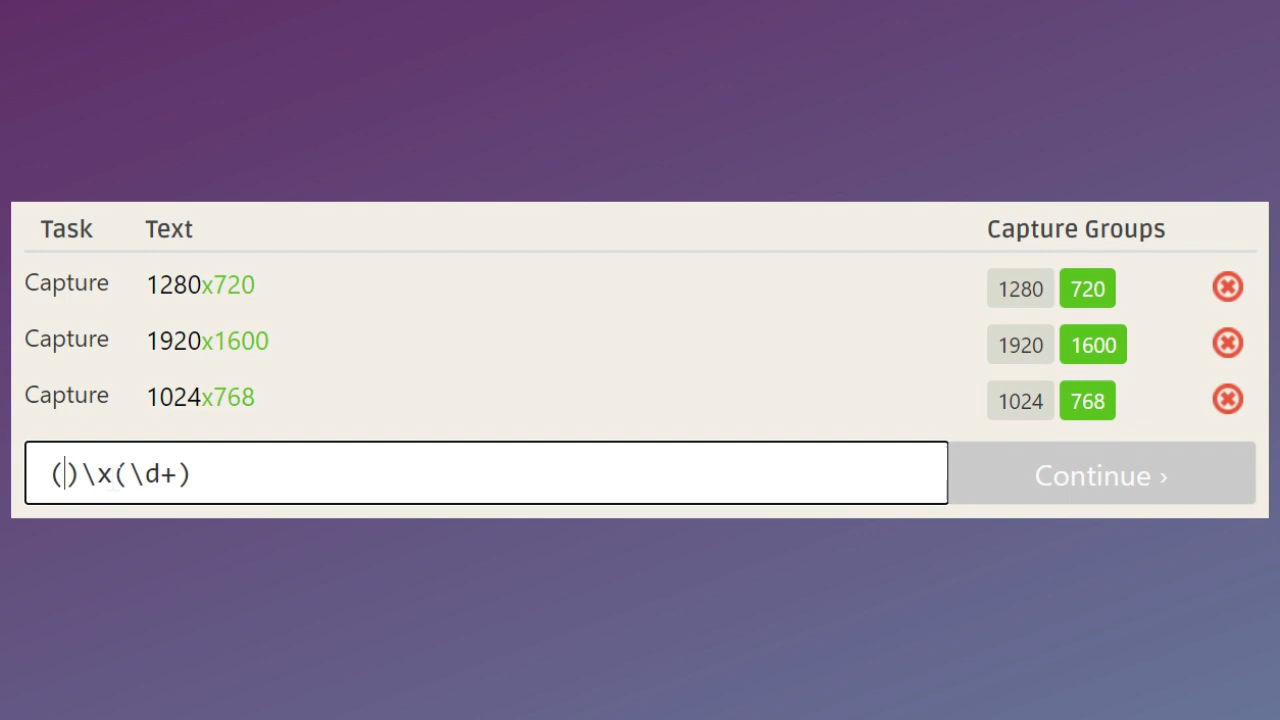 Task Text Capture Groups
Capture 1280x720 1280 720
Capture 1920x1600 1920 1600
Capture 1024x768 1024 768
()\x(\d+) Continue ›